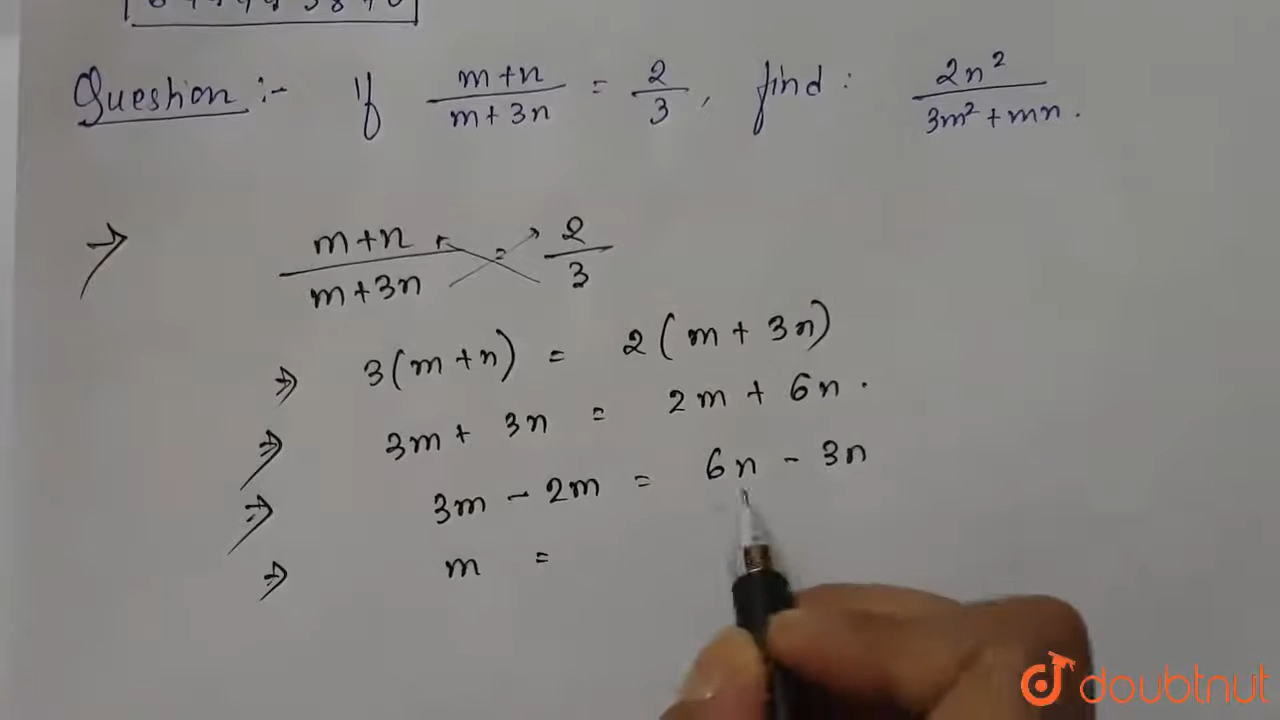 Question :- If m+n/m+3n = 2/3, find : 2n²/3m²+mn.
→ m+n/m+3n = 2/3
⇒ 3(m+n) = 2(m+3n)
⇒ 3m+3n = 2m+6n.
⇒ 3m-2m = 6n-3n
⇒ m =
doubtnut